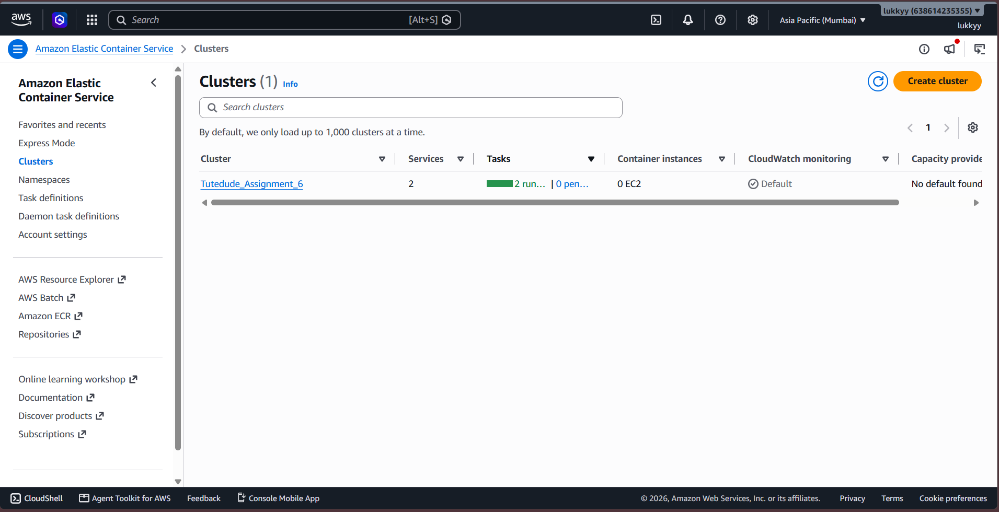 aws
Search [Alt+S]
Asia Pacific (Mumbai)
lukkyy (638614235355)
lukkyy
Amazon Elastic Container Service
Clusters
Amazon Elastic
Container Service
Favorites and recents
Express Mode
Clusters
Namespaces
Task definitions
Daemon task definitions
Account settings
AWS Resource Explorer
AWS Batch
Amazon ECR
Repositories
Online learning workshop
Documentation
Discover products
Subscriptions
Clusters (1) Info
Create cluster
Search clusters
By default, we only load up to 1,000 clusters at a time.
1
Cluster Services Tasks Container instances CloudWatch monitoring Capacity provide
Tutedude_Assignment_6 2 2 run... | 0 pen... 0 EC2 Default No default found
CloudShell Agent Toolkit for AWS Feedback Console Mobile App © 2026, Amazon Web Services, Inc. or its affiliates. Privacy Terms Cookie preferences